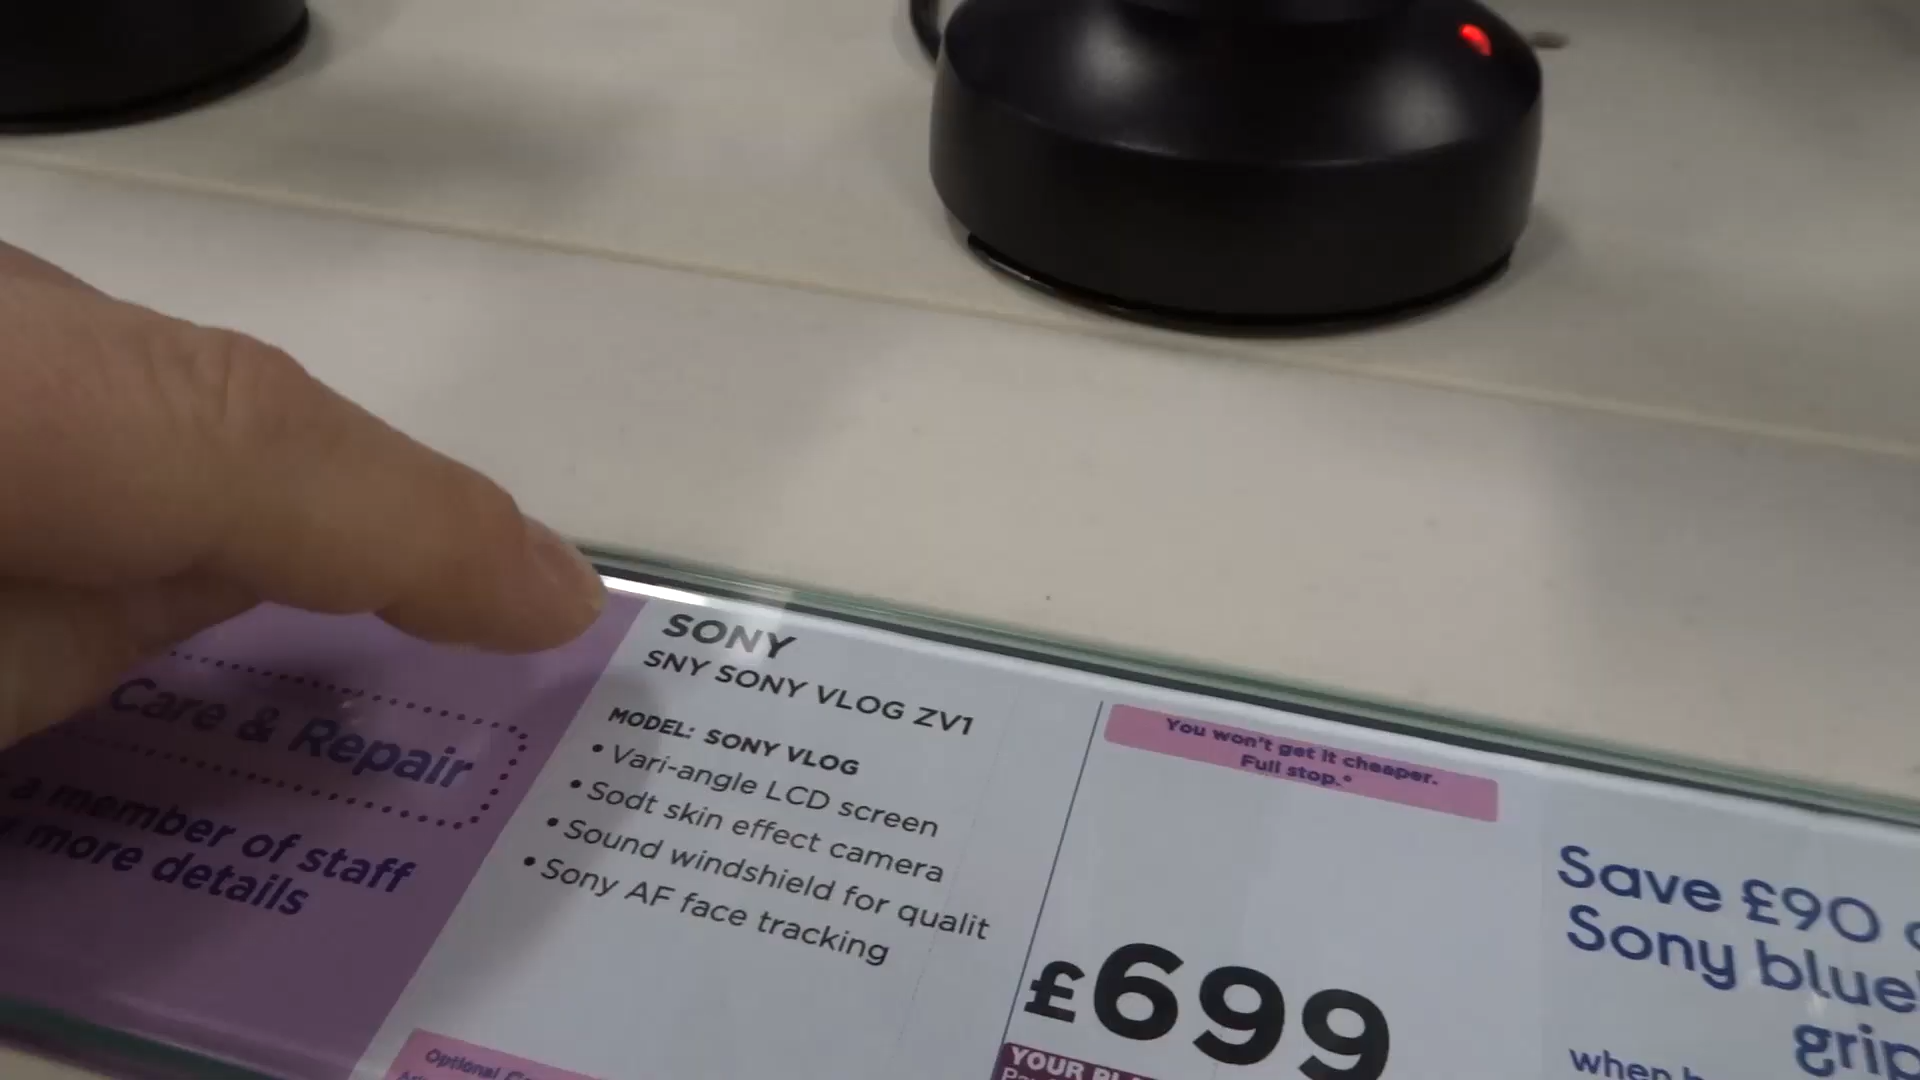 Care & Repair
a member of staff
more details
SONY
SNY SONY VLOG ZV1
MODEL: SONY VLOG
• Vari-angle LCD screen
• Sodt skin effect camera
• Sound windshield for qualit
• Sony AF face tracking
Optional
You won't get it cheaper.
Full stop.*
£699
YOUR
Save £90
Sony blue
grip
when